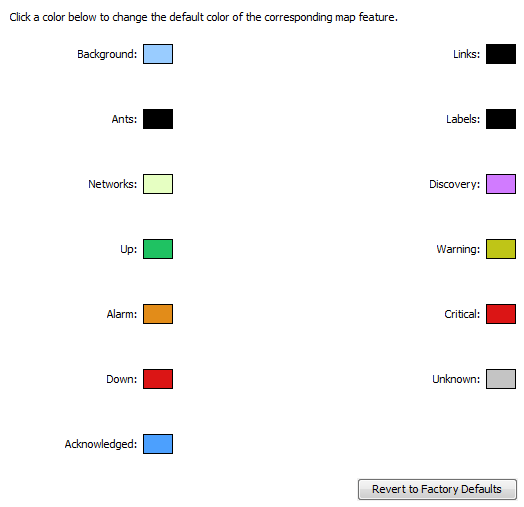 Click a color below to change the default color of the corresponding map feature.
Background: Links:
Ants: Labels:
Networks: Discovery:
Up: Warning:
Alarm: Critical:
Down: Unknown:
Acknowledged:
Revert to Factory Defaults